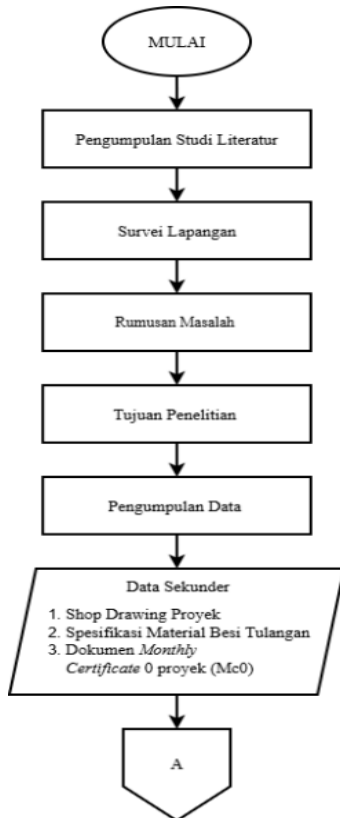 MULAI
Pengumpulan Studi Literatur
Survei Lapangan
Rumusan Masalah
Tujuan Penelitian
Pengumpulan Data
Data Sekunder
1. Shop Drawing Proyek
2. Spesifikasi Material Besi Tulangan
3. Dokumen Monthly
Certificate 0 proyek (Mc0)
A